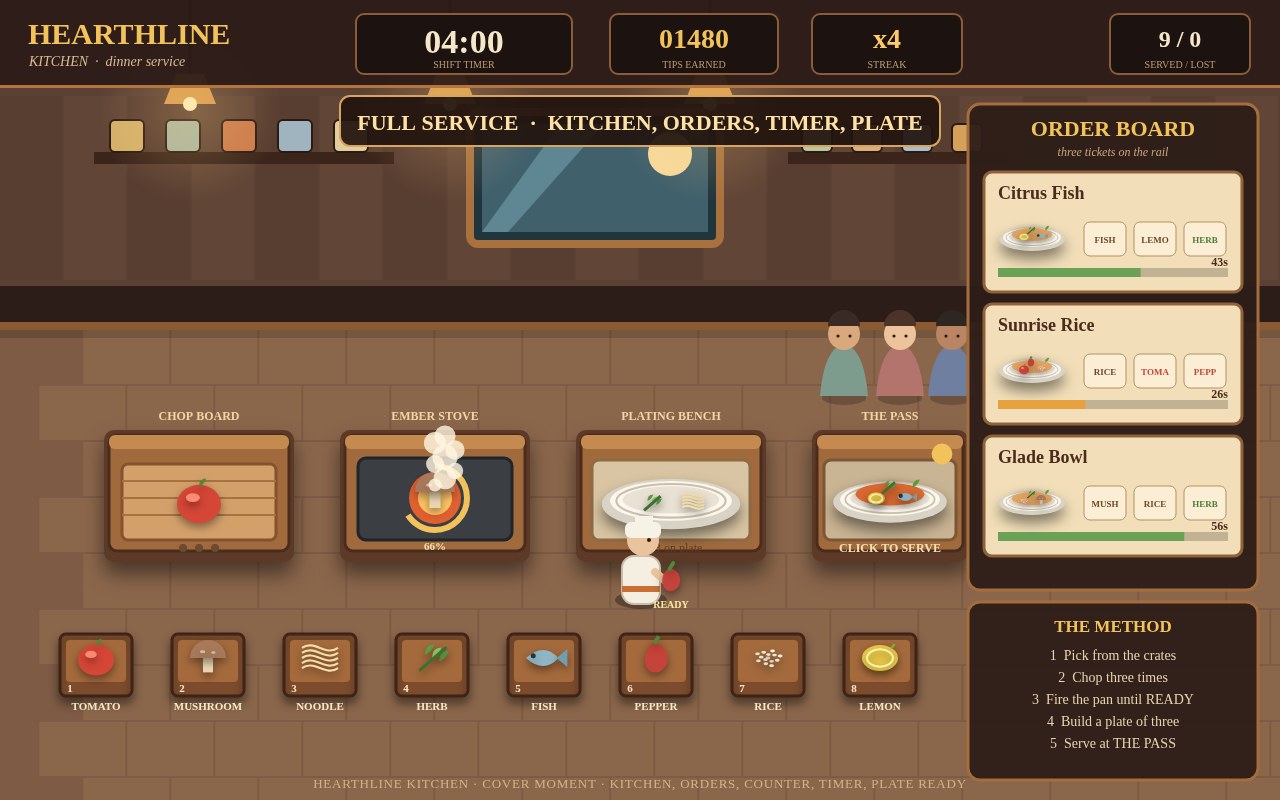 HEARTHLINE
KITCHEN · dinner service
04:00
SHIFT TIMER
01480
TIPS EARNED
x4
STREAK
9 / 0
SERVED / LOST
FULL SERVICE · KITCHEN, ORDERS, TIMER, PLATE
ORDER BOARD
three tickets on the rail
Citrus Fish
FISH LEMO HERB
43s
Sunrise Rice
RICE TOMA PEPP
26s
Glade Bowl
MUSH RICE HERB
56s
CHOP BOARD
EMBER STOVE
PLATING BENCH
THE PASS
66%
on plate
CLICK TO SERVE
READY
1
2
3
4
5
6
7
8
TOMATO
MUSHROOM
NOODLE
HERB
FISH
PEPPER
RICE
LEMON
THE METHOD
1 Pick from the crates
2 Chop three times
3 Fire the pan until READY
4 Build a plate of three
5 Serve at THE PASS
HEARTHLINE KITCHEN · COVER MOMENT · KITCHEN, ORDERS, COUNTER, TIMER, PLATE READY